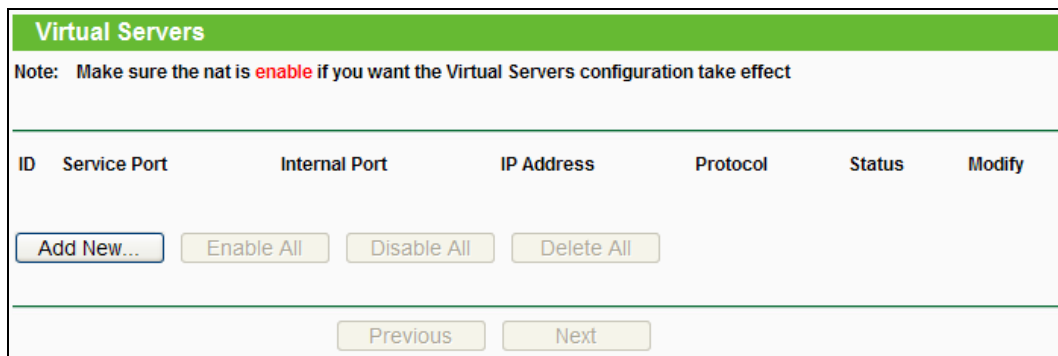 Virtual Servers
Note: Make sure the nat is enable if you want the Virtual Servers configuration take effect
ID Service Port Internal Port IP Address Protocol Status Modify
Add New... Enable All Disable All Delete All
Previous Next